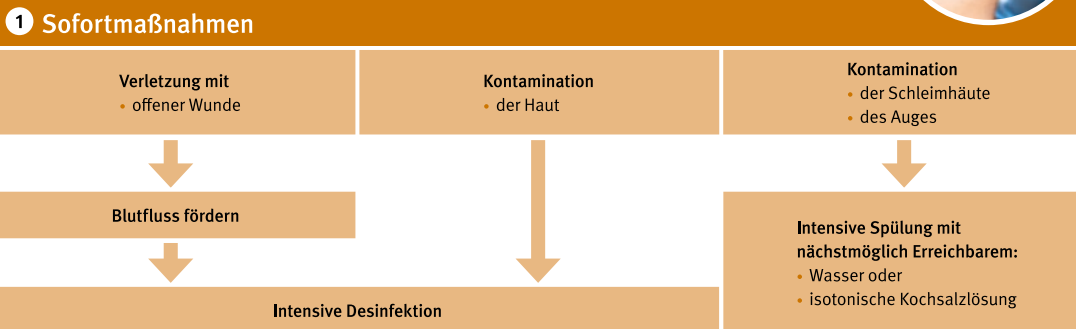 1 Sofortmaßnahmen
Verletzung mit
• offener Wunde
Kontamination
• der Haut
Kontamination
• der Schleimhäute
• des Auges
Blutfluss fördern
Intensive Desinfektion
Intensive Spülung mit
nächstmöglich Erreichbarem:
• Wasser oder
• isotonische Kochsalzlösung